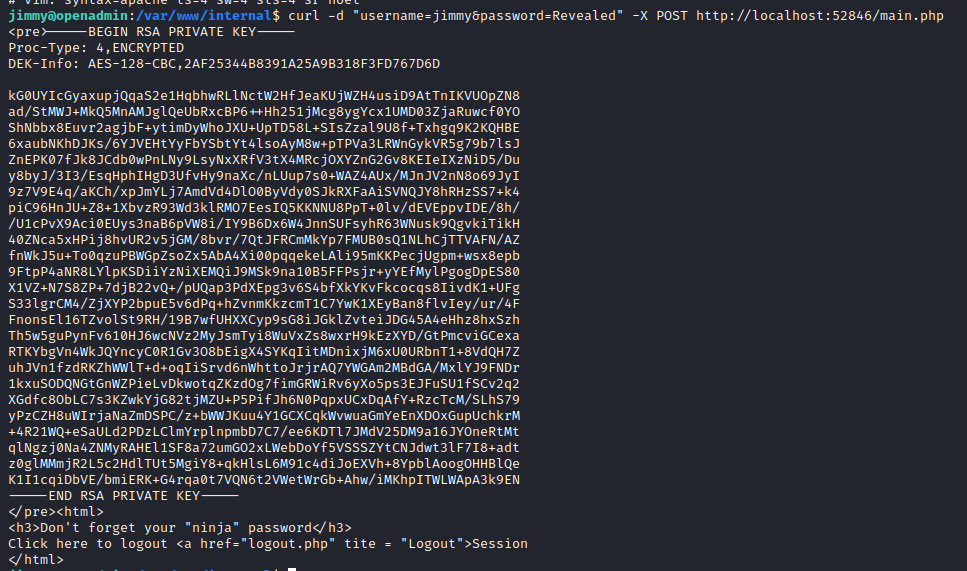 # vim: syntax=apache ts=4 sw=4 sts=4 sr noet
jimmy@openadmin:/var/www/internal$ curl -d "username=jimmy&password=Revealed" -X POST http://localhost:52846/main.php
<pre>-----BEGIN RSA PRIVATE KEY-----
Proc-Type: 4,ENCRYPTED
DEK-Info: AES-128-CBC,2AF25344B8391A25A9B318F3FD767D6D

kG0UYIcGyaxupjQqaS2e1HqbhwRLlNctW2HfJeaKUjWZH4usiD9AtTnIKVUOpZN8
ad/StMWJ+MkQ5MnAMJglQeUbRxcBP6++Hh251jMcg8ygYcx1UMD03ZjaRuwcf0YO
ShNbbx8Euvr2agjbF+ytimDyWhoJXU+UpTD58L+SIsZzal9U8f+Txhgq9K2KQHBE
6xaubNKhDJKs/6YJVEHtYyFbYSbtYt4lsoAyM8w+pTPVa3LRWnGykVR5g79b7lsJ
ZnEPK07fJk8JCdb0wPnLNy9LsyNxXRfV3tX4MRcjOXYZnG2Gv8KEIeIXzNiD5/Du
y8byJ/3I3/EsqHphIHgD3UfvHy9naXc/nLUup7s0+WAZ4AUx/MJnJV2nN8o69JyI
9z7V9E4q/aKCh/xpJmYLj7AmdVd4DlO0ByVdy0SJkRXFaAiSVNQJY8hRHzSS7+k4
piC96HnJU+Z8+1XbvzR93Wd3klRMO7EesIQ5KKNNU8PpT+0lv/dEVEppvIDE/8h/
/U1cPvX9Aci0EUys3naB6pVW8i/IY9B6Dx6W4JnnSUFsyhR63WNusk9QgvkiTikH
40ZNca5xHPij8hvUR2v5jGM/8bvr/7QtJFRCmMkYp7FMUB0sQ1NLhCjTTVAFN/AZ
fnWkJ5u+To0qzuPBWGpZsoZx5AbA4Xi00pqqekeLAli95mKKPecjUgpm+wsx8epb
9FtpP4aNR8LYlpKSDiiYzNiXEMQiJ9MSk9na10B5FFPsjr+yYEfMylPgogDpES80
X1VZ+N7S8ZP+7djB22vQ+/pUQap3PdXEpg3v6S4bfXkYKvFkcocqs8IivdK1+UFg
S33lgrCM4/ZjXYP2bpuE5v6dPq+hZvnmKkzcmT1C7YwK1XEyBan8flvIey/ur/4F
FnonsEl16TZvolSt9RH/19B7wfUHXXCyp9sG8iJGklZvteiJDG45A4eHhz8hxSzh
Th5w5guPynFv610HJ6wcNVz2MyJsmTyi8WuVxZs8wxrH9kEzXYD/GtPmcviGCexa
RTKYbgVn4WkJQYncyC0R1Gv3O8bEigX4SYKqIitMDnixjM6xU0URbnT1+8VdQH7Z
uhJVn1fzdRKZhWWlT+d+oqIiSrvd6nWhttoJrjrAQ7YWGAm2MBdGA/MxlYJ9FNDr
1kxuSODQNGtGnWZPieLvDkwotqZKzdOg7fimGRWiRv6yXo5ps3EJFuSU1fSCv2q2
XGdfc8ObLC7s3KZwkYjG82tjMZU+P5PifJh6N0PqpxUCxDqAfY+RzcTcM/SLhS79
yPzCZH8uWIrjaNaZmDSPC/z+bWWJKuu4Y1GCXCqkWvwuaGmYeEnXDOxGupUchkrM
+4R21WQ+eSaULd2PDzLClmYrplnpmbD7C7/ee6KDTl7JMdV25DM9a16JYOneRtMt
qlNgzj0Na4ZNMyRAHEl1SF8a72umGO2xLWebDoYf5VSSSZYtCNJdwt3lF7I8+adt
z0glMMmjR2L5c2HdlTUt5MgiY8+qkHlsL6M91c4diJoEXVh+8YpblAoogOHHBlQe
K1I1cqiDbVE/bmiERK+G4rqa0t7VQN6t2VWetWrGb+Ahw/iMKhpITWLWApA3k9EN
-----END RSA PRIVATE KEY-----
</pre><html>
<h3>Don't forget your "ninja" password</h3>
Click here to logout <a href="logout.php" tite = "Logout">Session
</html>